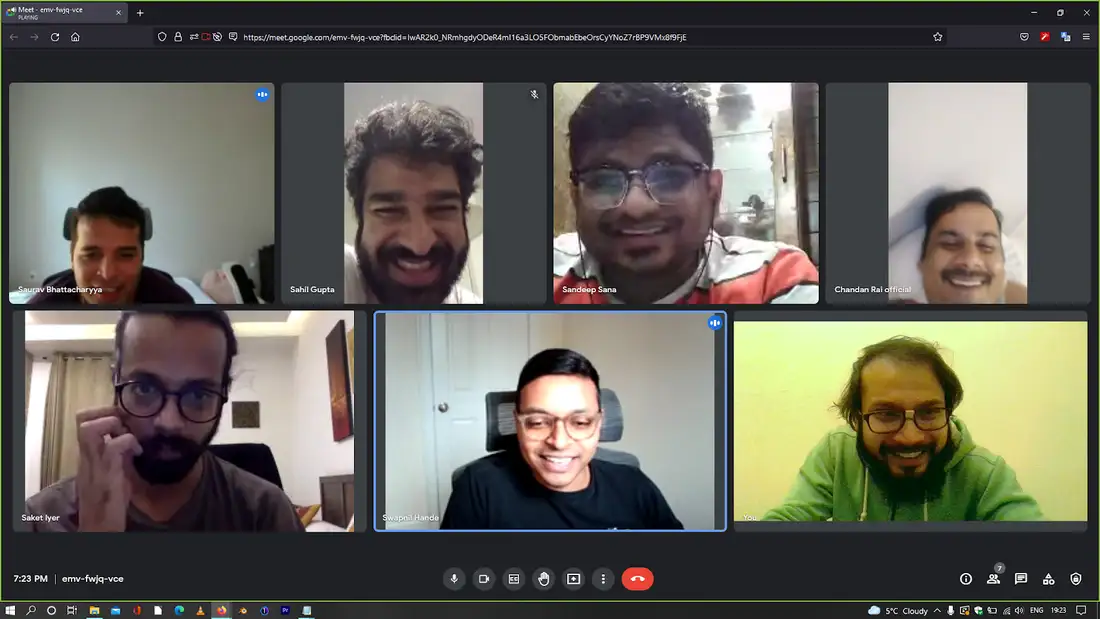 Meet - emv-fwjq-vce
PLAYING
https://meet.google.com/emv-fwjq-vce?fbclid=IwAR2k0_NRmhgdyODeR4mI16a3LO5FObmabEbeOrsCyYNoZ7rBP9VMx8f9FjE
Saurav Bhattacharyya
Sahil Gupta
Sandeep Sana
Chandan Rai official
Saket Iyer
Swapnil Hande
You
7:23 PM | emv-fwjq-vce
7
5°C Cloudy
ENG
19:23